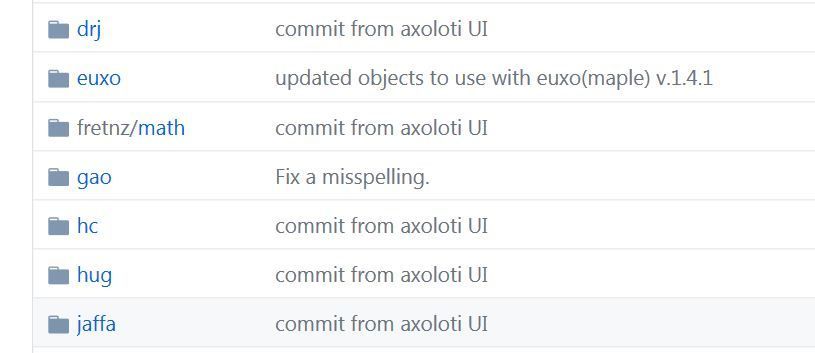 drj commit from axoloti UI
euxo updated objects to use with euxo(maple) v.1.4.1
fretnz/math commit from axoloti UI
gao Fix a misspelling.
hc commit from axoloti UI
hug commit from axoloti UI
jaffa commit from axoloti UI